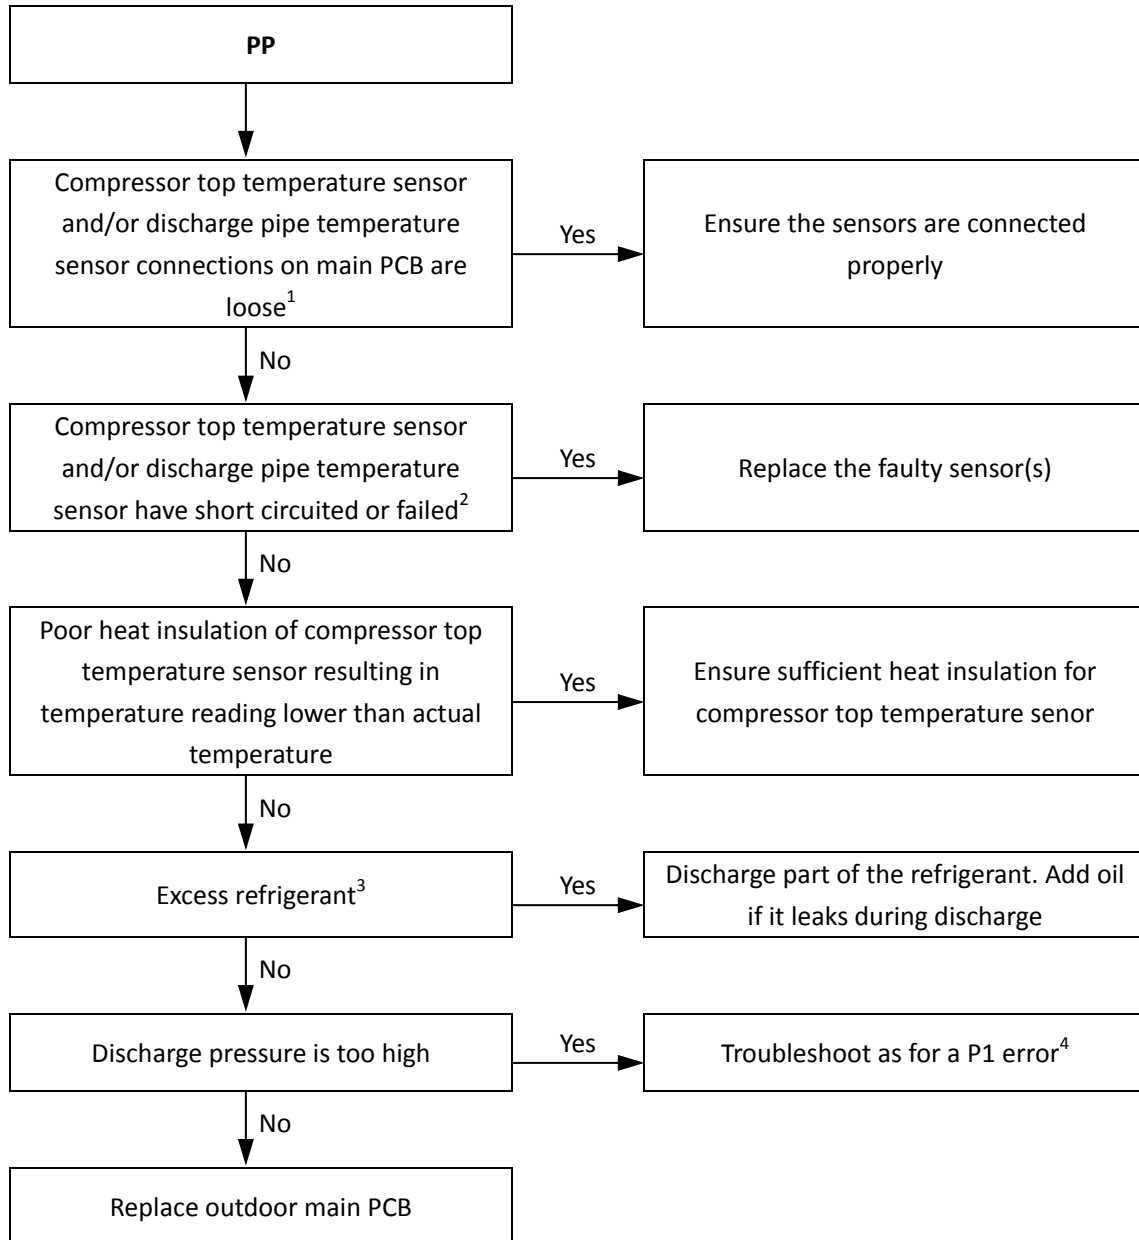 PP
Compressor top temperature sensor
and/or discharge pipe temperature
sensor connections on main PCB are
loose1
Yes
Ensure the sensors are connected
properly
No
Compressor top temperature sensor
and/or discharge pipe temperature
sensor have short circuited or failed2
Yes
Replace the faulty sensor(s)
No
Poor heat insulation of compressor top
temperature sensor resulting in
temperature reading lower than actual
temperature
Yes
Ensure sufficient heat insulation for
compressor top temperature senor
No
Excess refrigerant3
Yes
Discharge part of the refrigerant. Add oil
if it leaks during discharge
No
Discharge pressure is too high
Yes
Troubleshoot as for a P1 error4
No
Replace outdoor main PCB